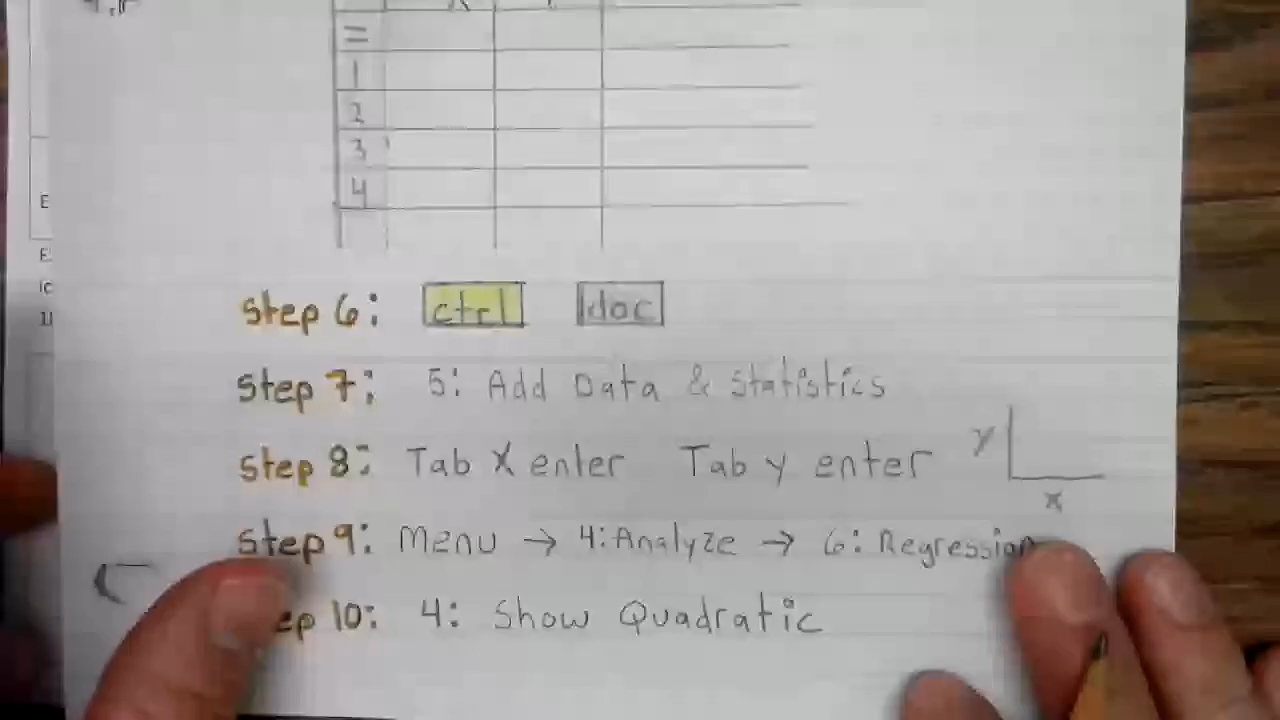 =
1
2
3
4
Step 6: ctrl doc
Step 7: 5: Add Data & Statistics
Step 8: Tab X enter Tab y enter
y
x
Step 9: Menu → 4: Analyze → 6: Regression
ep 10: 4: Show Quadratic
E
E